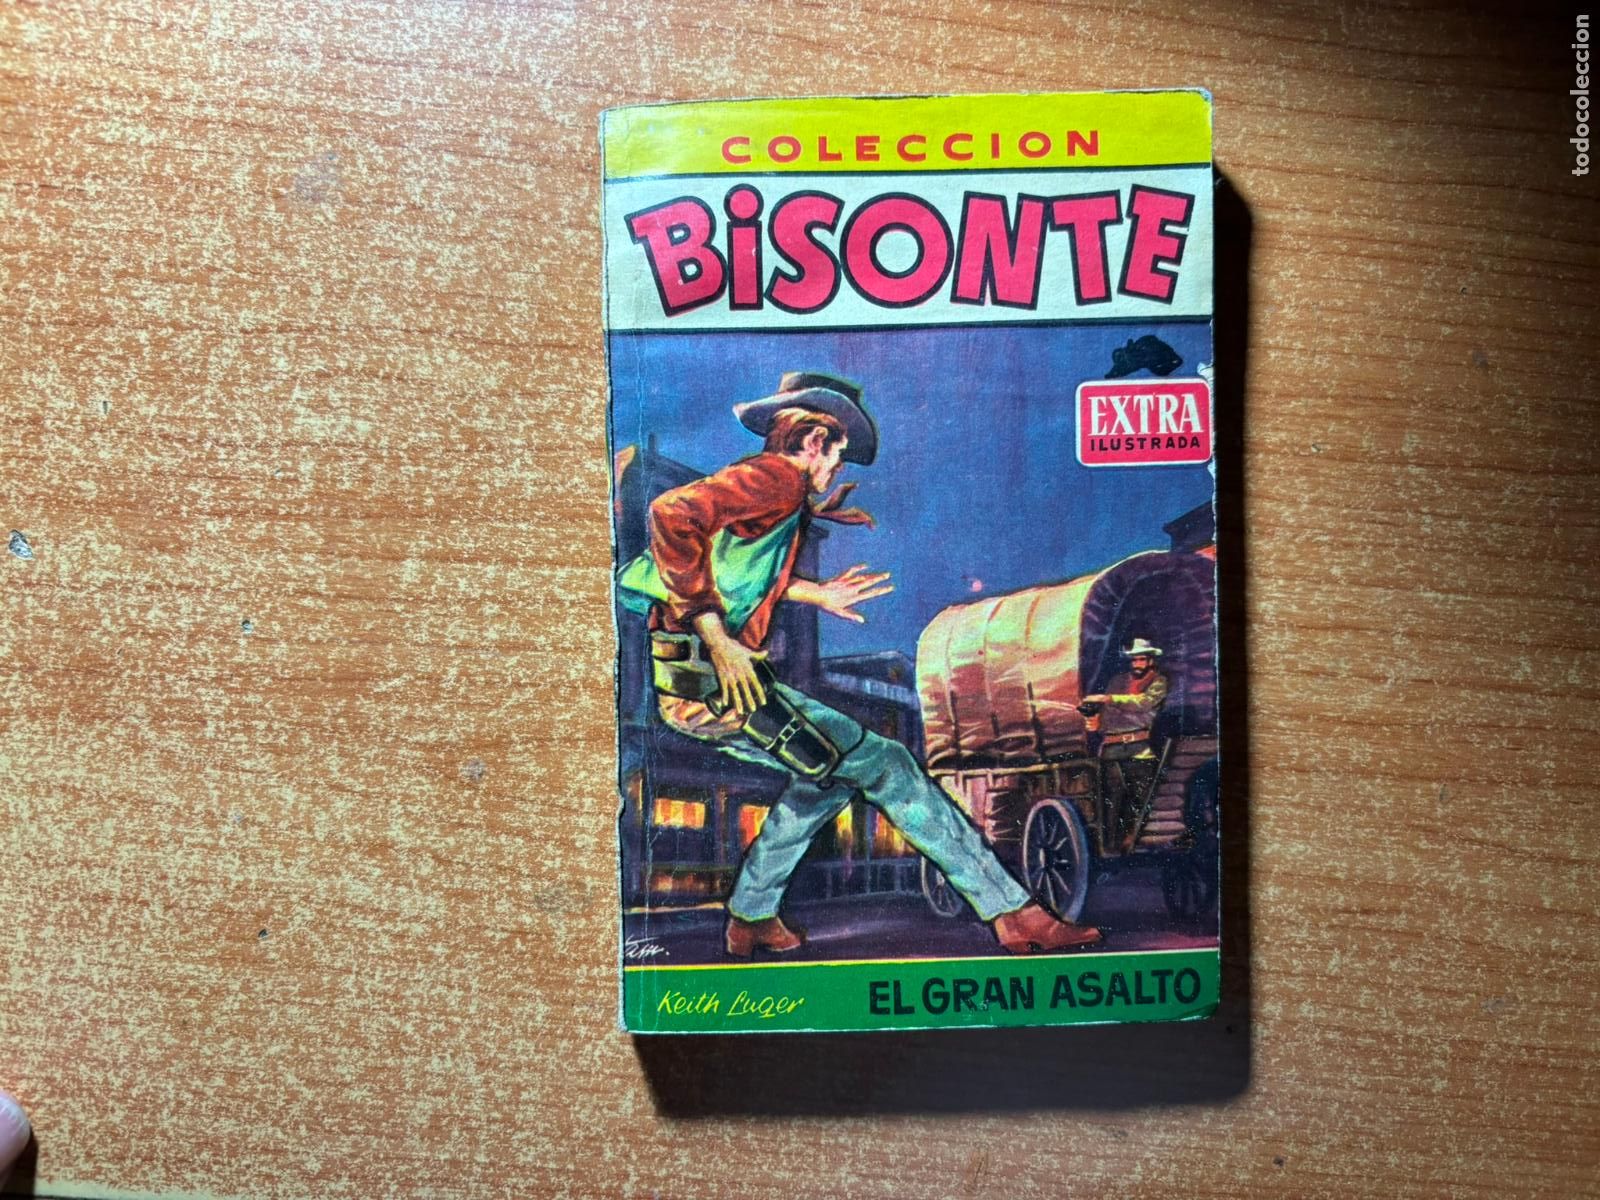 COLECCION
BiSONTE
EXTRA
ILUSTRADA
Keith Luger
EL GRAN ASALTO
todocoleccion